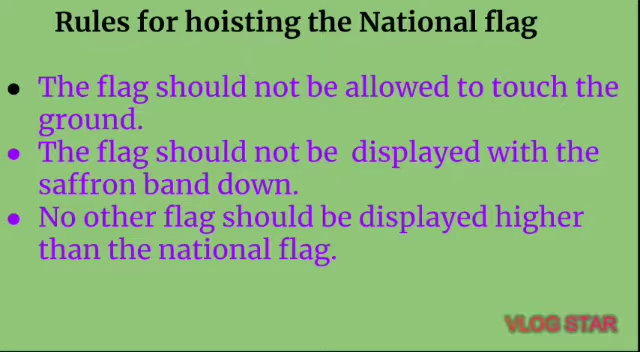 Rules for hoisting the National flag
● The flag should not be allowed to touch the
ground.
● The flag should not be displayed with the
saffron band down.
● No other flag should be displayed higher
than the national flag.
VLOG STAR